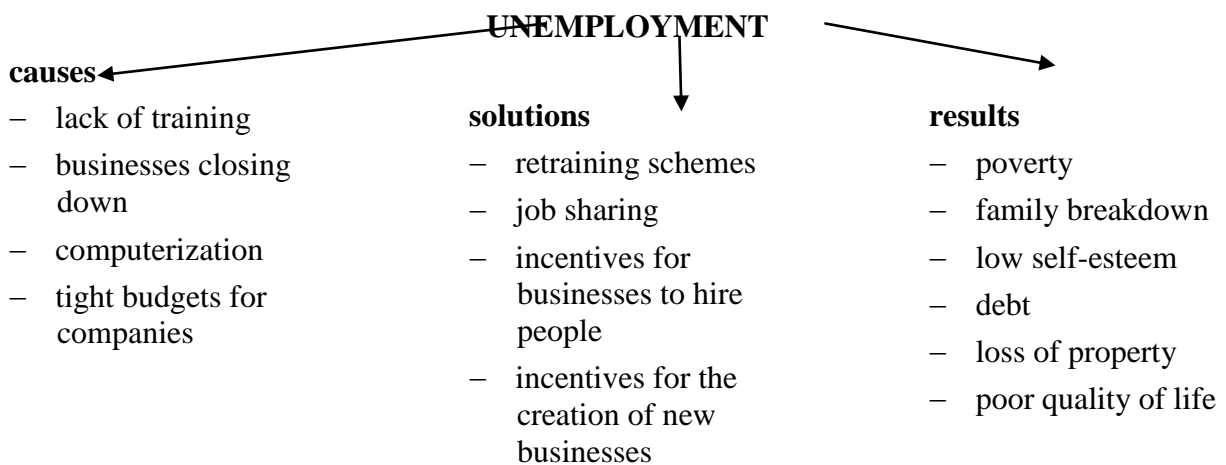 UNEMPLOYMENT
causes
– lack of training
– businesses closing
down
– computerization
– tight budgets for
companies
solutions
– retraining schemes
– job sharing
– incentives for
businesses to hire
people
– incentives for the
creation of new
businesses
results
– poverty
– family breakdown
– low self-esteem
– debt
– loss of property
– poor quality of life